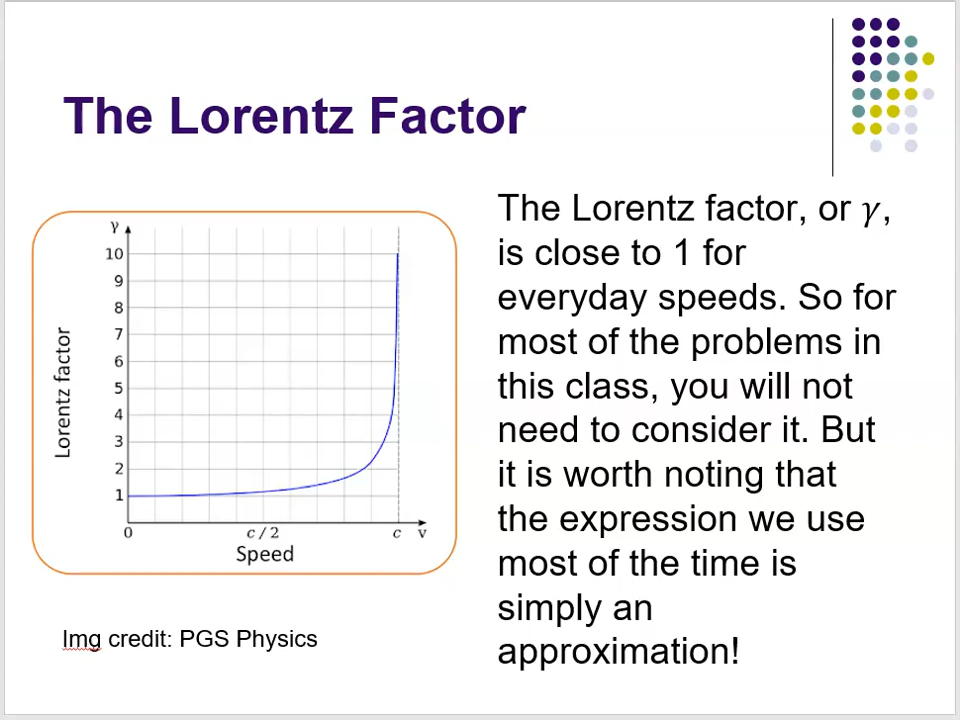 The Lorentz Factor
γ
10
9
8
7
6
5
4
3
2
1
Lorentz factor
0
c / 2
c
v
Speed
Img credit: PGS Physics
The Lorentz factor, or γ,
is close to 1 for
everyday speeds. So for
most of the problems in
this class, you will not
need to consider it. But
it is worth noting that
the expression we use
most of the time is
simply an
approximation!